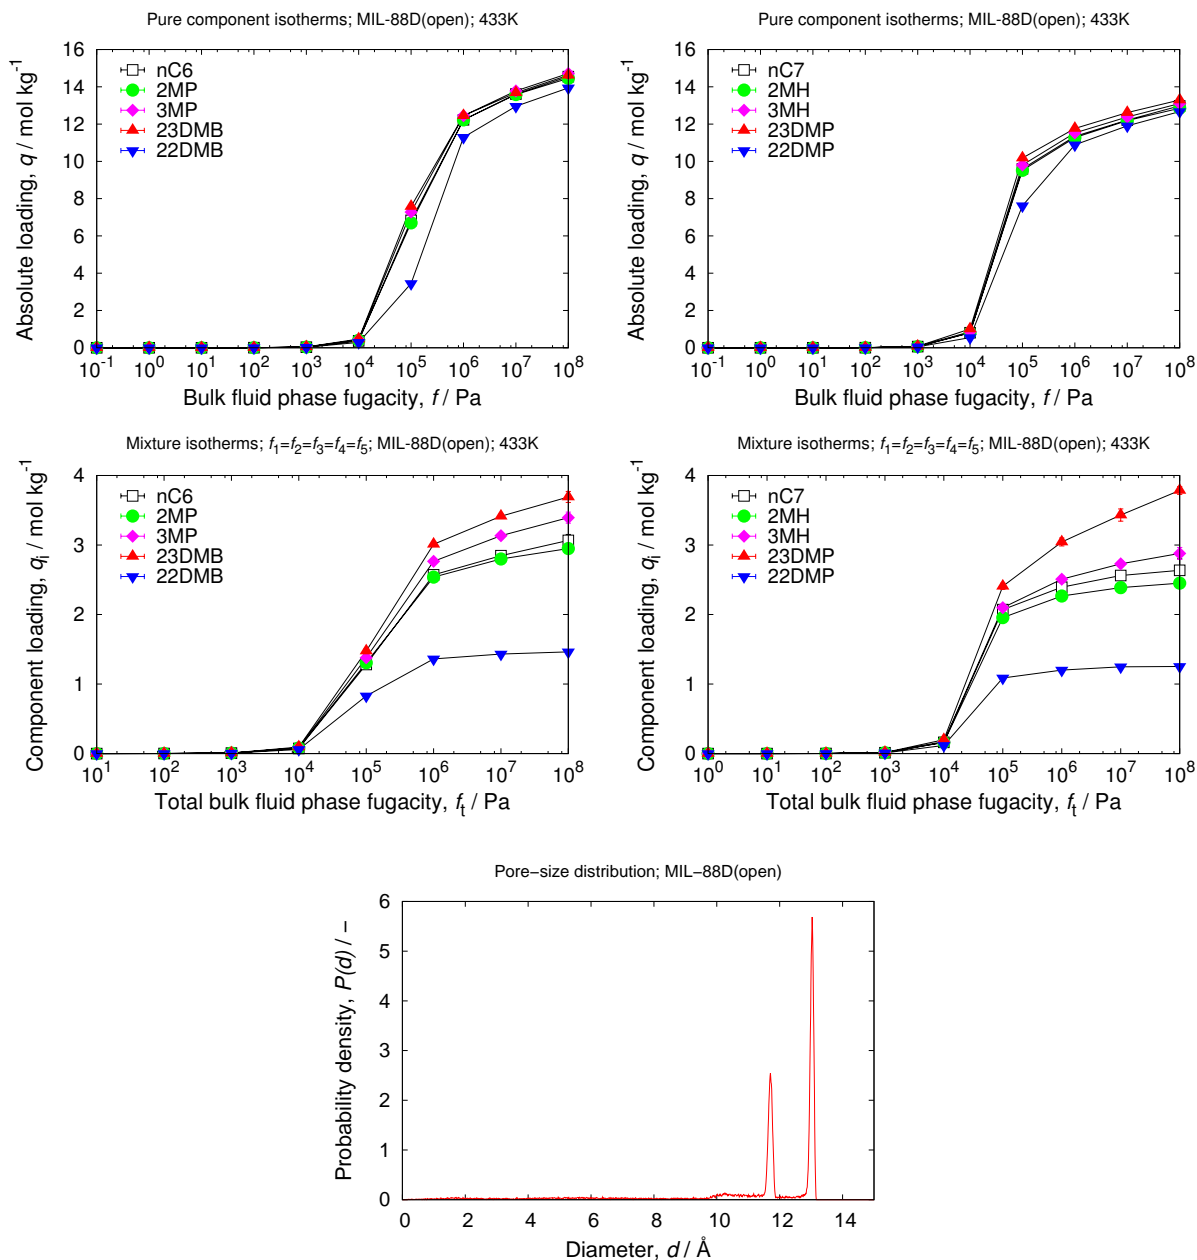 Pure component isotherms; MIL-88D(open); 433K
Absolute loading, q / mol kg⁻¹
16
14
12
10
8
6
4
2
0
nC6
2MP
3MP
23DMB
22DMB
10⁻¹ 10⁰ 10¹ 10² 10³ 10⁴ 10⁵ 10⁶ 10⁷ 10⁸
Bulk fluid phase fugacity, f / Pa
Pure component isotherms; MIL-88D(open); 433K
Absolute loading, q / mol kg⁻¹
16
14
12
10
8
6
4
2
0
nC7
2MH
3MH
23DMP
22DMP
10⁻¹ 10⁰ 10¹ 10² 10³ 10⁴ 10⁵ 10⁶ 10⁷ 10⁸
Bulk fluid phase fugacity, f / Pa
Mixture isotherms; f₁=f₂=f₃=f₄=f₅; MIL-88D(open); 433K
Component loading, qᵢ / mol kg⁻¹
4
3
2
1
0
nC6
2MP
3MP
23DMB
22DMB
10¹ 10² 10³ 10⁴ 10⁵ 10⁶ 10⁷ 10⁸
Total bulk fluid phase fugacity, fₜ / Pa
Mixture isotherms; f₁=f₂=f₃=f₄=f₅; MIL-88D(open); 433K
Component loading, qᵢ / mol kg⁻¹
4
3
2
1
0
nC7
2MH
3MH
23DMP
22DMP
10⁰ 10¹ 10² 10³ 10⁴ 10⁵ 10⁶ 10⁷ 10⁸
Total bulk fluid phase fugacity, fₜ / Pa
Pore−size distribution; MIL−88D(open)
Probability density, P(d) / −
6
5
4
3
2
1
0
0 2 4 6 8 10 12 14
Diameter, d / Å